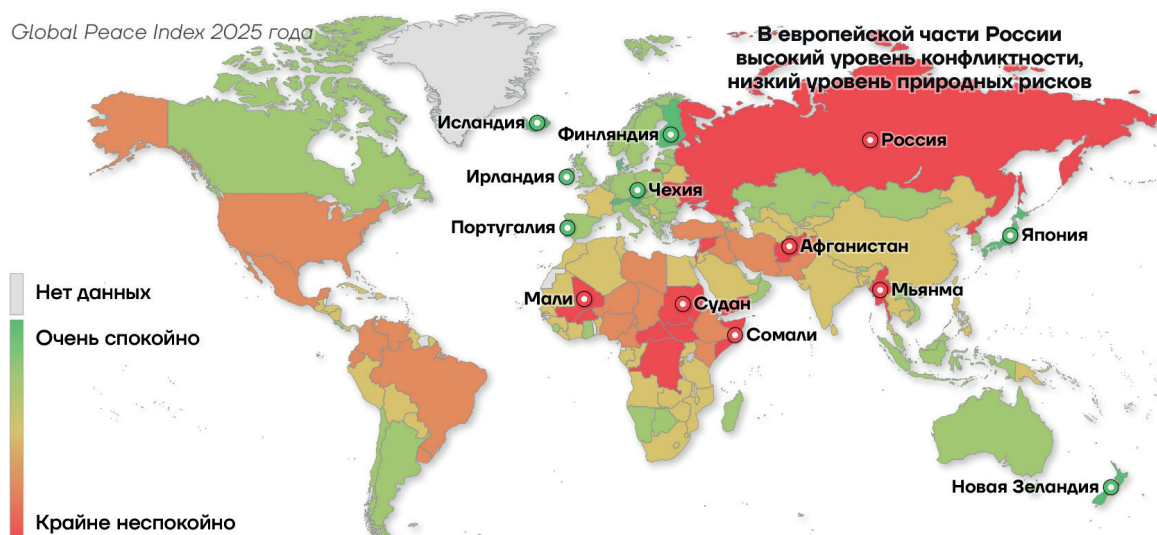 Global Peace Index 2025 года
В европейской части России
высокий уровень конфликтности,
низкий уровень природных рисков
Исландия
Финляндия
Россия
Ирландия
Чехия
Португалия
Афганистан
Япония
Нет данных
Мали
Судан
Мьянма
Очень спокойно
Сомали
Новая Зеландия
Крайне неспокойно